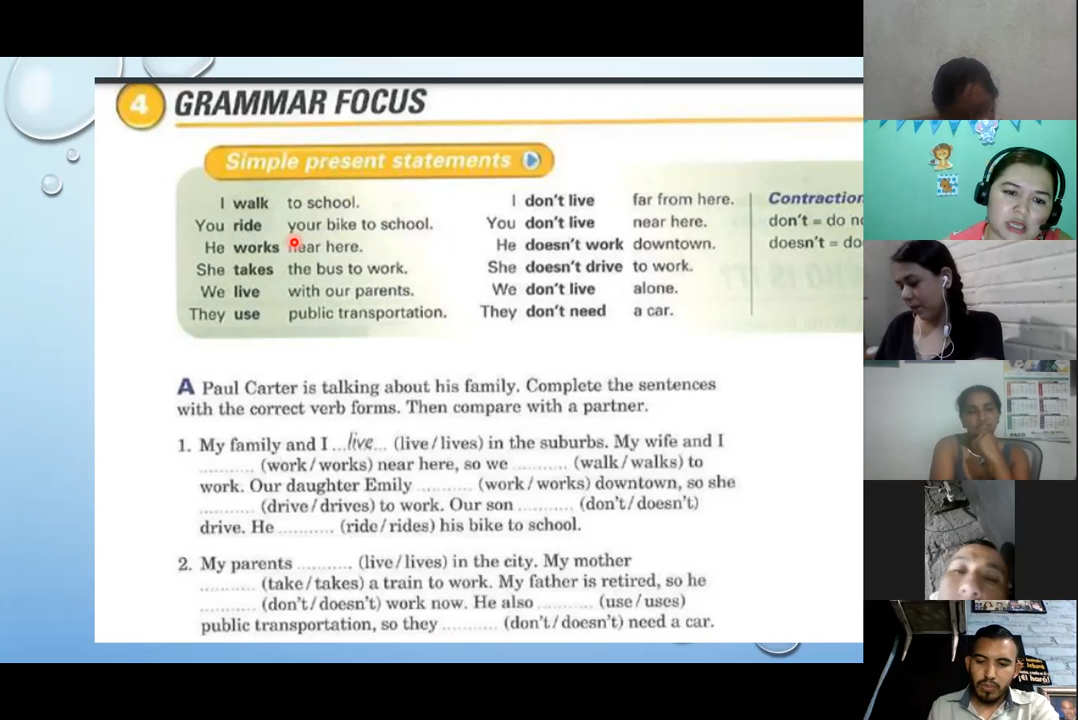 4 GRAMMAR FOCUS
Simple present statements
I walk to school.
You ride your bike to school.
He works near here.
She takes the bus to work.
We live with our parents.
They use public transportation.
I don't live far from here.
You don't live near here.
He doesn't work downtown.
She doesn't drive to work.
We don't live alone.
They don't need a car.
Contraction
don't = do n
doesn't = do
A Paul Carter is talking about his family. Complete the sentences
with the correct verb forms. Then compare with a partner.
1. My family and I ...live... (live/lives) in the suburbs. My wife and I
........... (work/works) near here, so we ........... (walk/walks) to
work. Our daughter Emily ........... (work/works) downtown, so she
........... (drive/drives) to work. Our son ........... (don't/doesn't)
drive. He ........... (ride/rides) his bike to school.
2. My parents ........... (live/lives) in the city. My mother
........... (take/takes) a train to work. My father is retired, so he
........... (don't/doesn't) work now. He also ........... (use/uses)
public transportation, so they ........... (don't/doesn't) need a car.
PACO
¡El hará!